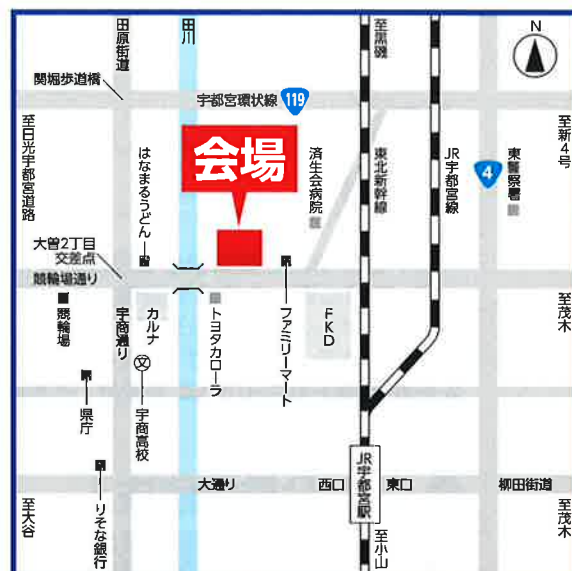 田原街道
田川
至黒磯
N
関堀歩道橋
宇都宮環状線
119
至日光宇都宮道路
はなまるうどん
会場
済生会病院
東北新幹線
JR宇都宮線
4
東警察署
至新4号
大曽2丁目
交差点
競輪場通り
競輪場
宇商通り
カルナ
トヨタカローラ
ファミリーマート
FKD
至茂木
文
宇商高校
県庁
大通り
西口
JR宇都宮駅
東口
柳田街道
至大谷
りそな銀行
至小山
至茂木